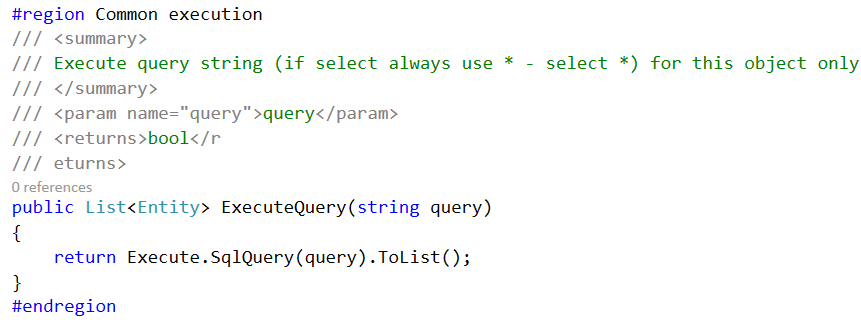 #region Common execution
/// <summary>
/// Execute query string (if select always use * - select *) for this object only
/// </summary>
/// <param name="query">query</param>
/// <returns>bool</r
/// eturns>
0 references
public List<Entity> ExecuteQuery(string query)
{
    return Execute.SqlQuery(query).ToList();
}
#endregion